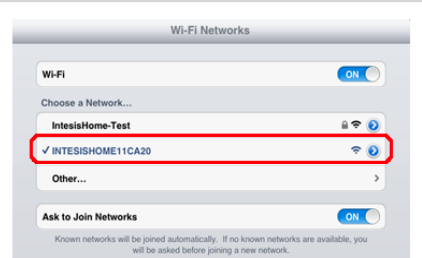 Wi-Fi Networks
Wi-Fi
ON
Choose a Network...
IntesisHome-Test
✓ INTESISHOME11CA20
Other...
Ask to Join Networks
ON
Known networks will be joined automatically. If no known networks are available, you
will be asked before joining a new network.